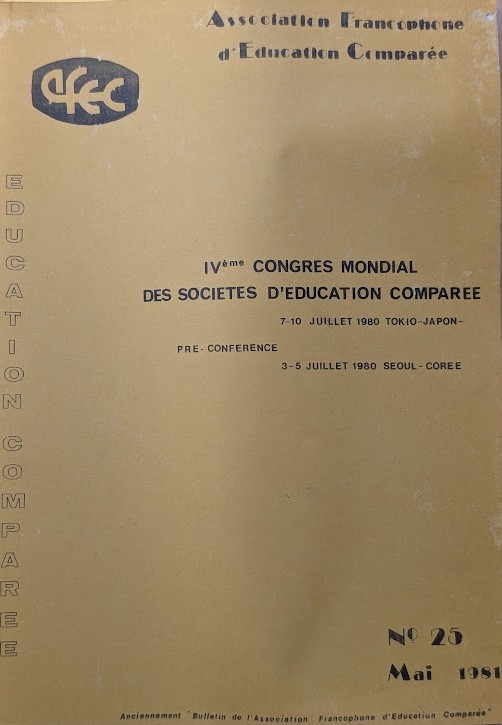 Association Francophone
d'Education Comparée
afec
EDUCATION COMPAREE
IVème CONGRES MONDIAL
DES SOCIETES D'EDUCATION COMPAREE
7-10 JUILLET 1980 TOKIO-JAPON-
PRE-CONFERENCE
3-5 JUILLET 1980 SEOUL-COREE
Nº 25
Mai 1981
Anciennement "Bulletin de l'Association Francophone d'Education Comparée"